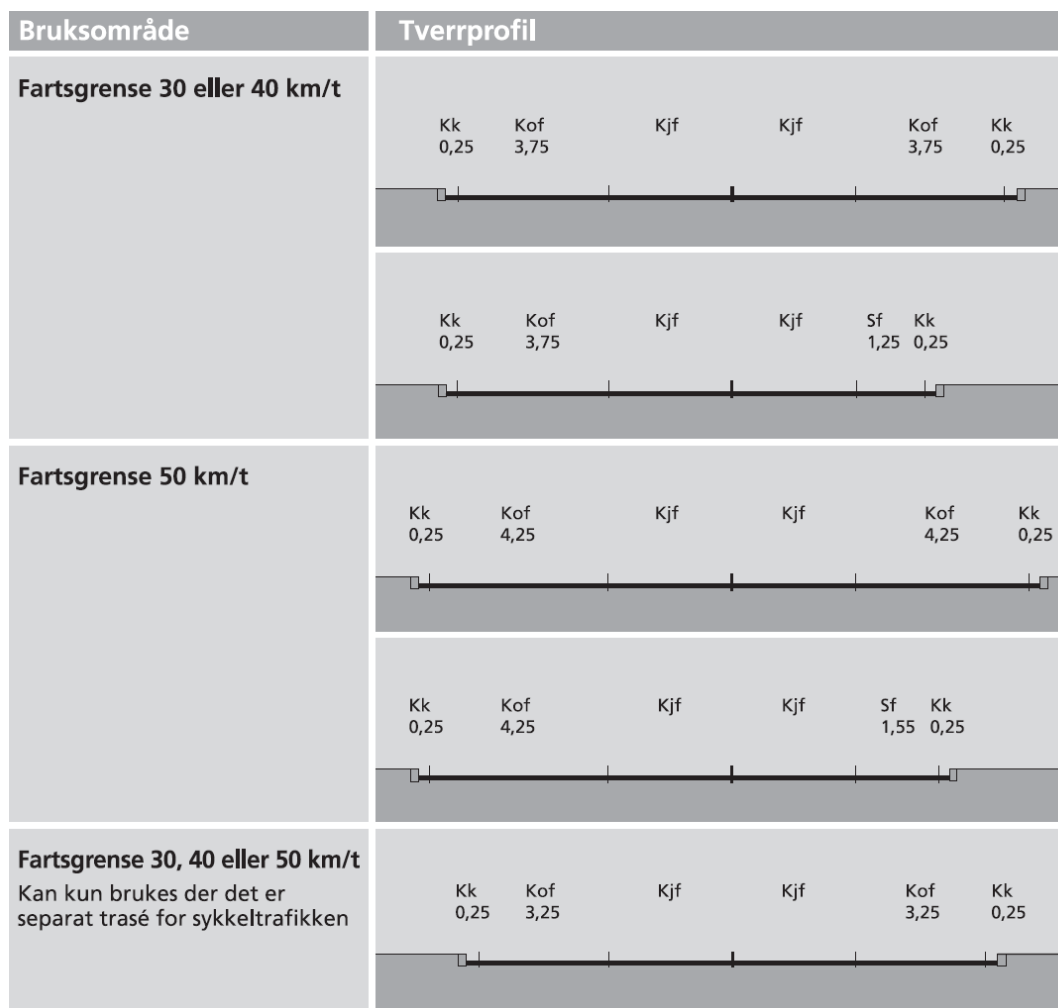 Bruksområde
Tverrprofil
Fartsgrense 30 eller 40 km/t
Kk Kof Kjf Kjf Kof Kk
0,25 3,75 3,75 0,25
Kk Kof Kjf Kjf Sf Kk
0,25 3,75 1,25 0,25
Fartsgrense 50 km/t
Kk Kof Kjf Kjf Kof Kk
0,25 4,25 4,25 0,25
Kk Kof Kjf Kjf Sf Kk
0,25 4,25 1,55 0,25
Fartsgrense 30, 40 eller 50 km/t
Kan kun brukes der det er
separat trasé for sykkeltrafikken
Kk Kof Kjf Kjf Kof Kk
0,25 3,25 3,25 0,25